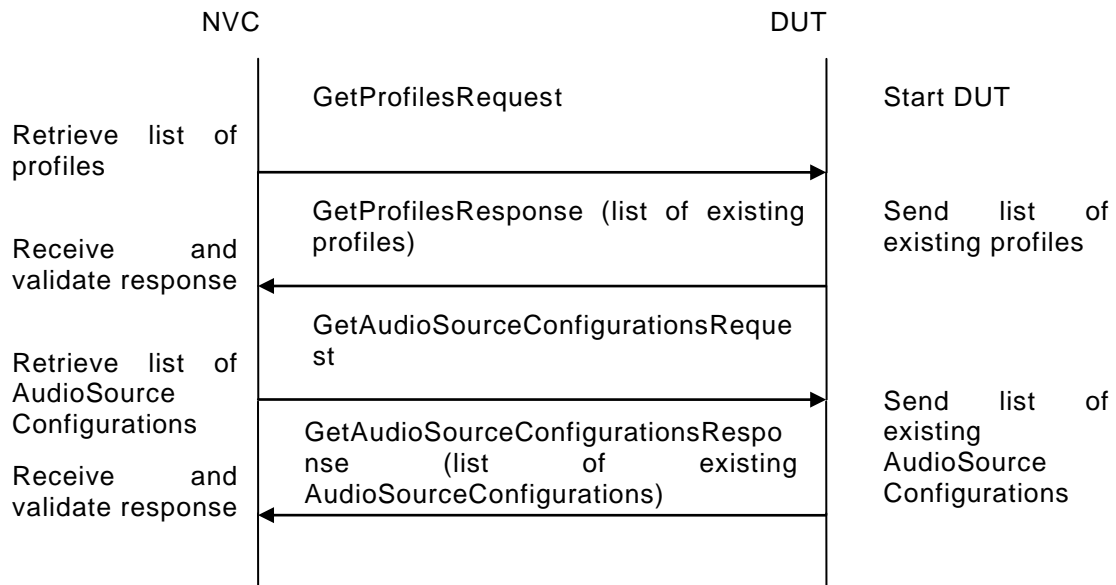 NVC DUT
GetProfilesRequest
Start DUT
Retrieve list of
profiles
GetProfilesResponse (list of existing
profiles)
Send list of
existing profiles
Receive and
validate response
GetAudioSourceConfigurationsReque
st
Retrieve list of
AudioSource
Configurations
Send list of
existing
AudioSource
Configurations
GetAudioSourceConfigurationsRespo
nse (list of existing
AudioSourceConfigurations)
Receive and
validate response